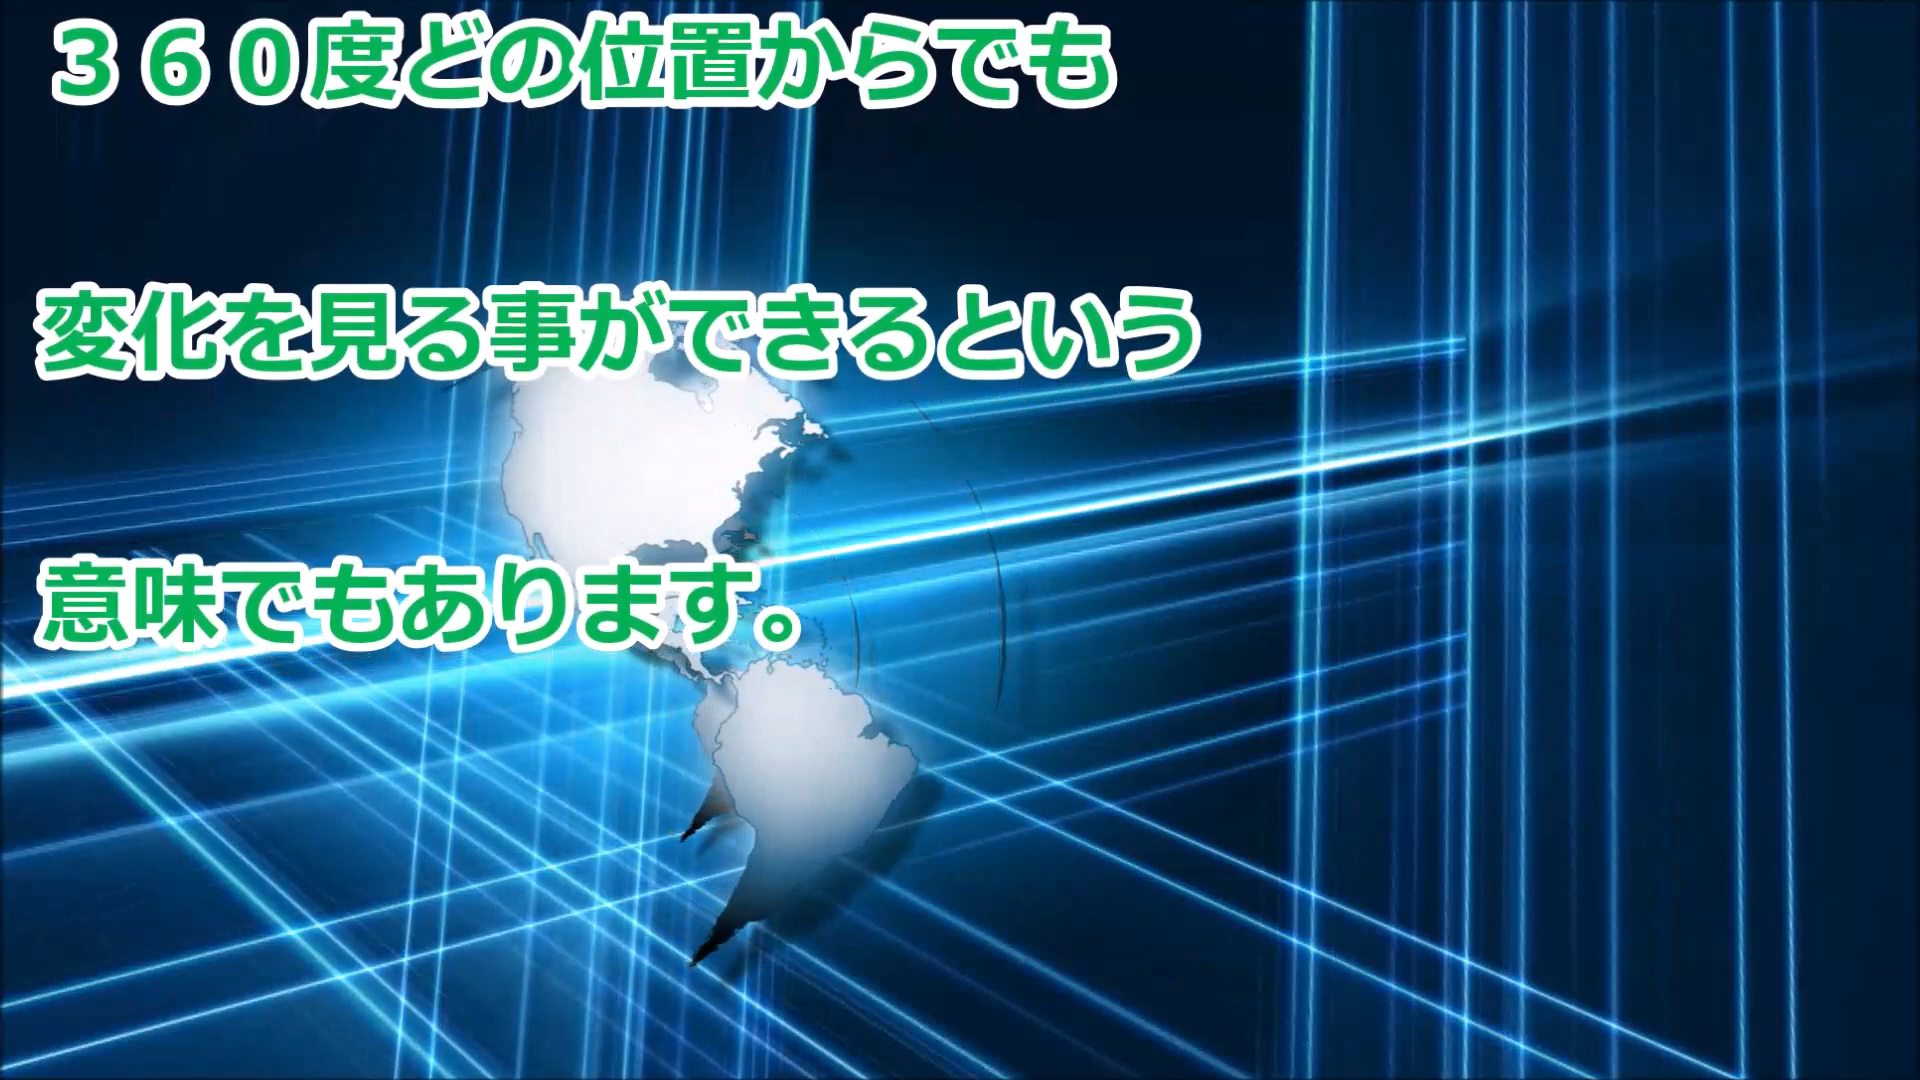 ３６０度どの位置からでも
変化を見る事ができるという
意味でもあります。